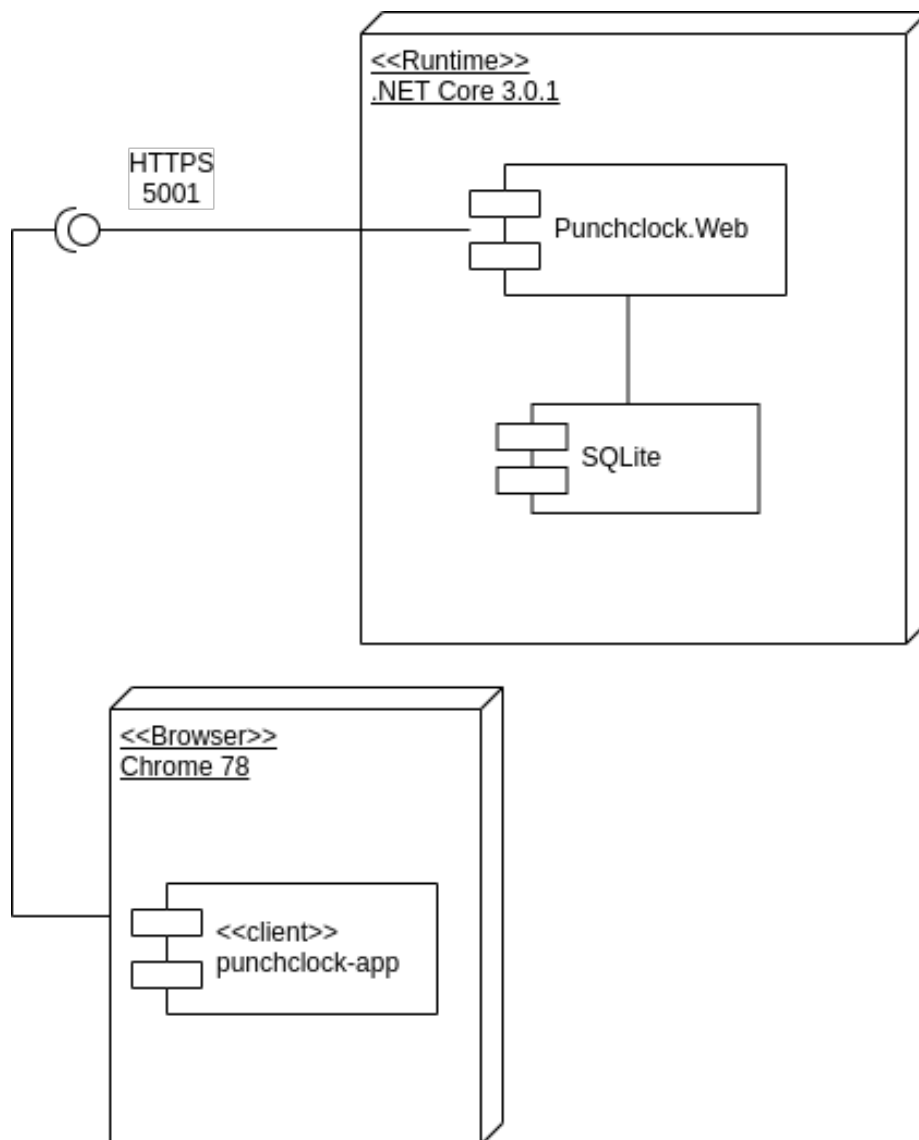 <<Runtime>>
.NET Core 3.0.1
HTTPS
5001
Punchclock.Web
SQLite
<<Browser>>
Chrome 78
<<client>>
punchclock-app